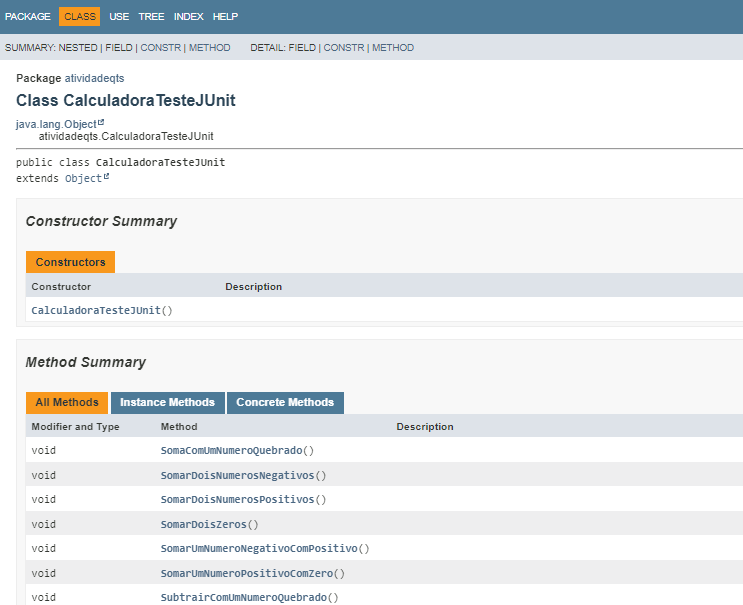 PACKAGE CLASS USE TREE INDEX HELP
SUMMARY: NESTED | FIELD | CONSTR | METHOD DETAIL: FIELD | CONSTR | METHOD
Package atividadeqts
Class CalculadoraTesteJUnit
java.lang.Object
atividadeqts.CalculadoraTesteJUnit
public class CalculadoraTesteJUnit
extends Object
Constructor Summary
Constructors
Constructor Description
CalculadoraTesteJUnit()
Method Summary
All Methods Instance Methods Concrete Methods
Modifier and Type Method Description
void SomaComUmNumeroQuebrado()
void SomarDoisNumerosNegativos()
void SomarDoisNumerosPositivos()
void SomarDoisZeros()
void SomarUmNumeroNegativoComPositivo()
void SomarUmNumeroPositivoComZero()
void SubtrairComUmNumeroQuebrado()